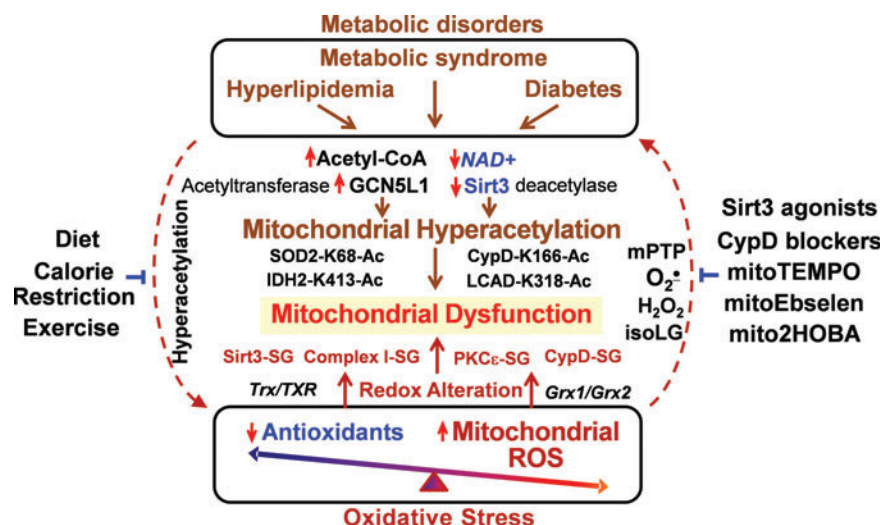 Metabolic disorders
Metabolic syndrome
Hyperlipidemia
Diabetes
Acetyl-CoA
NAD+
Acetyltransferase GCN5L1
Sirt3 deacetylase
Mitochondrial Hyperacetylation
SOD2-K68-Ac
CypD-K166-Ac
IDH2-K413-Ac
LCAD-K318-Ac
Mitochondrial Dysfunction
Sirt3-SG Complex I-SG PKCε-SG CypD-SG
Trx/TXR
Redox Alteration
Grx1/Grx2
Antioxidants
Mitochondrial
ROS
Oxidative Stress
Diet
Calorie
Restriction
Exercise
Hyperacetylation
mPTP
O₂•̄
H₂O₂
isoLG
Sirt3 agonists
CypD blockers
mitoTEMPO
mitoEbselen
mito2HOBA